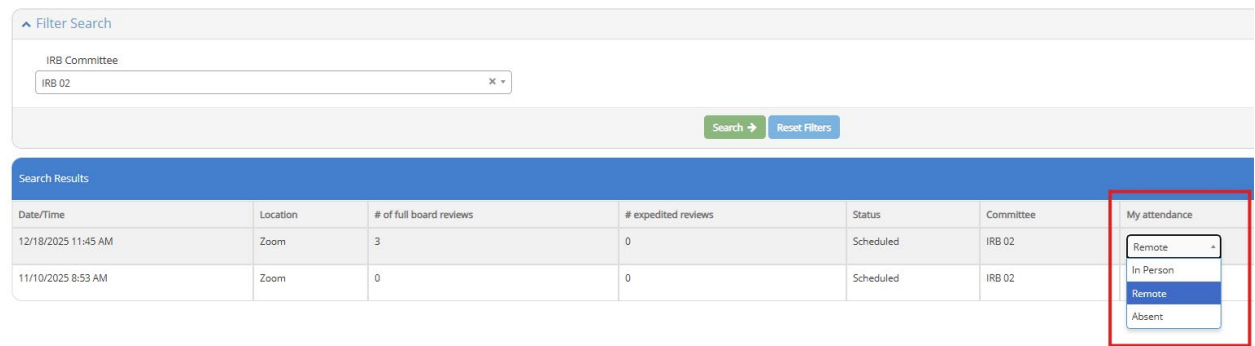 Filter Search
IRB Committee
IRB 02
Search
Reset Filters
Search Results
Date/Time Location # of full board reviews # expedited reviews Status Committee My attendance
12/18/2025 11:45 AM Zoom 3 0 Scheduled IRB 02 Remote
In Person
11/10/2025 8:53 AM Zoom 0 0 Scheduled IRB 02
Remote
Absent